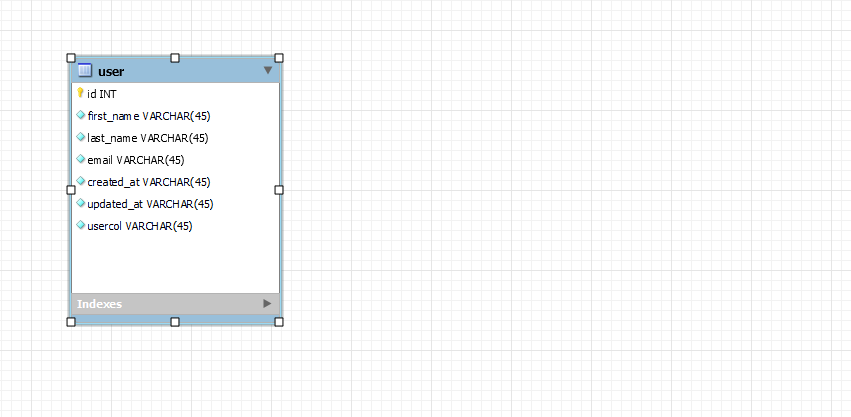 user
id INT
first_name VARCHAR(45)
last_name VARCHAR(45)
email VARCHAR(45)
created_at VARCHAR(45)
updated_at VARCHAR(45)
usercol VARCHAR(45)
Indexes